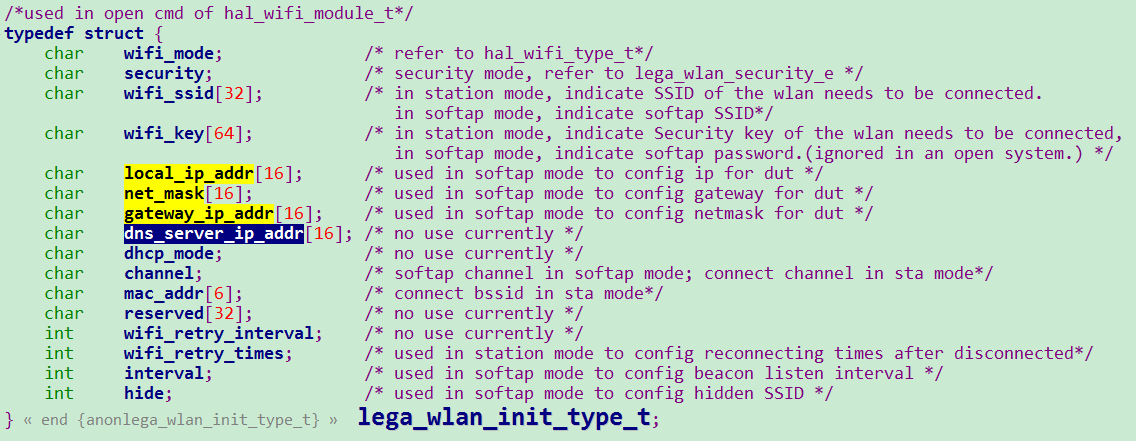 /*used in open cmd of hal_wifi_module_t*/
typedef struct {
    char    wifi_mode;              /* refer to hal_wifi_type_t*/
    char    security;               /* security mode, refer to lega_wlan_security_e */
    char    wifi_ssid[32];          /* in station mode, indicate SSID of the wlan needs to be connected.
                                       in softap mode, indicate softap SSID*/
    char    wifi_key[64];           /* in station mode, indicate Security key of the wlan needs to be connected,
                                       in softap mode, indicate softap password.(ignored in an open system.) */
    char    local_ip_addr[16];      /* used in softap mode to config ip for dut */
    char    net_mask[16];           /* used in softap mode to config gateway for dut */
    char    gateway_ip_addr[16];    /* used in softap mode to config netmask for dut */
    char    dns_server_ip_addr[16]; /* no use currently */
    char    dhcp_mode;              /* no use currently */
    char    channel;                /* softap channel in softap mode; connect channel in sta mode*/
    char    mac_addr[6];            /* connect bssid in sta mode*/
    char    reserved[32];           /* no use currently */
    int     wifi_retry_interval;    /* no use currently */
    int     wifi_retry_times;       /* used in station mode to config reconnecting times after disconnected*/
    int     interval;               /* used in softap mode to config beacon listen interval */
    int     hide;                   /* used in softap mode to config hidden SSID */
} « end {anonlega_wlan_init_type_t} » lega_wlan_init_type_t;